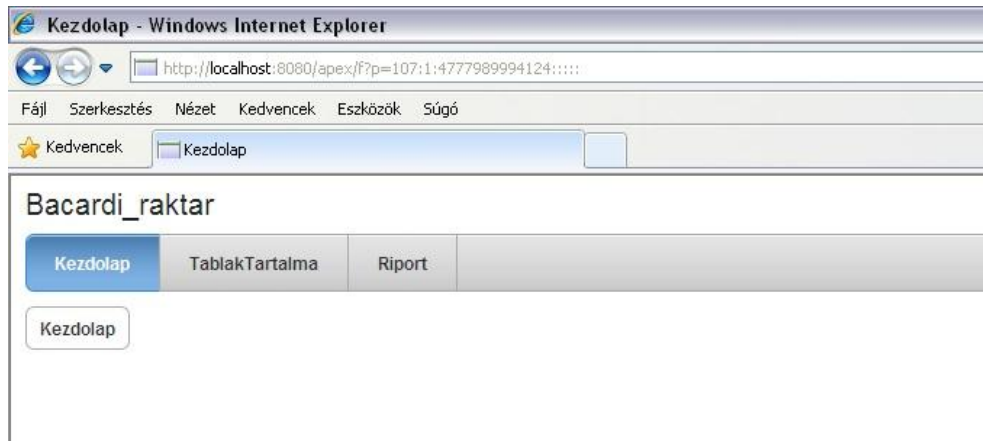 Kezdolap - Windows Internet Explorer
http://localhost:8080/apex/f?p=107:1:4777989994124:::::
Fájl Szerkesztés Nézet Kedvencek Eszközök Súgó
Kedvencek Kezdolap
Bacardi_raktar
Kezdolap TablakTartalma Riport
Kezdolap